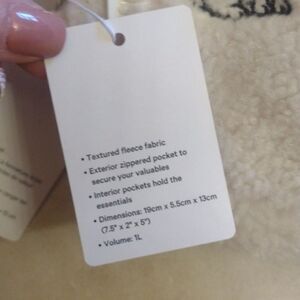 • Textured fleece fabric
• Exterior zippered pocket to
secure your valuables
• Interior pockets hold the
essentials
• Dimensions: 19cm x 5.5cm x 13cm
(7.5" x 2" x 5")
• Volume: 1L